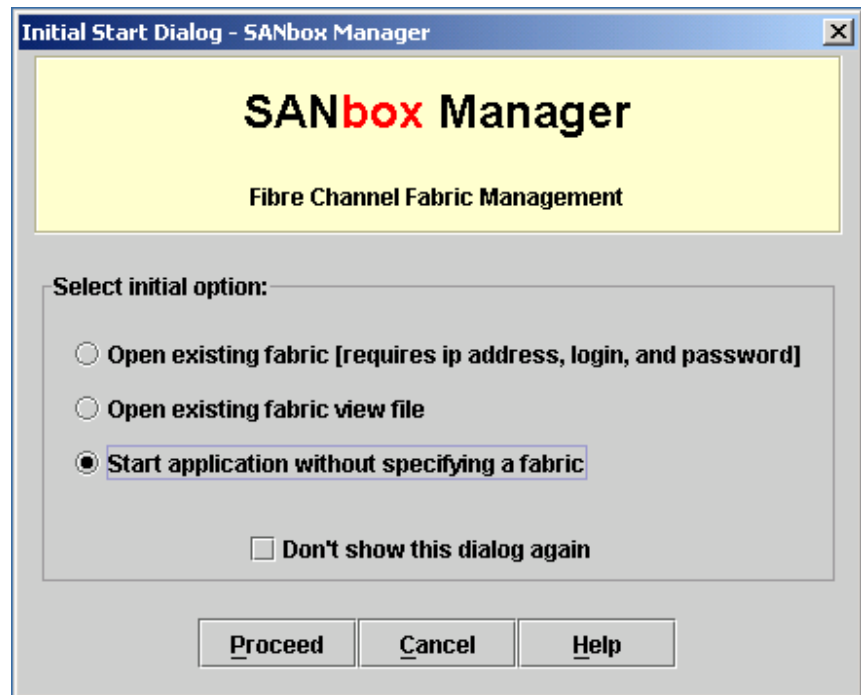 Initial Start Dialog - SANbox Manager
SANbox Manager
Fibre Channel Fabric Management
Select initial option:
Open existing fabric [requires ip address, login, and password]
Open existing fabric view file
Start application without specifying a fabric
Don't show this dialog again
Proceed Cancel Help